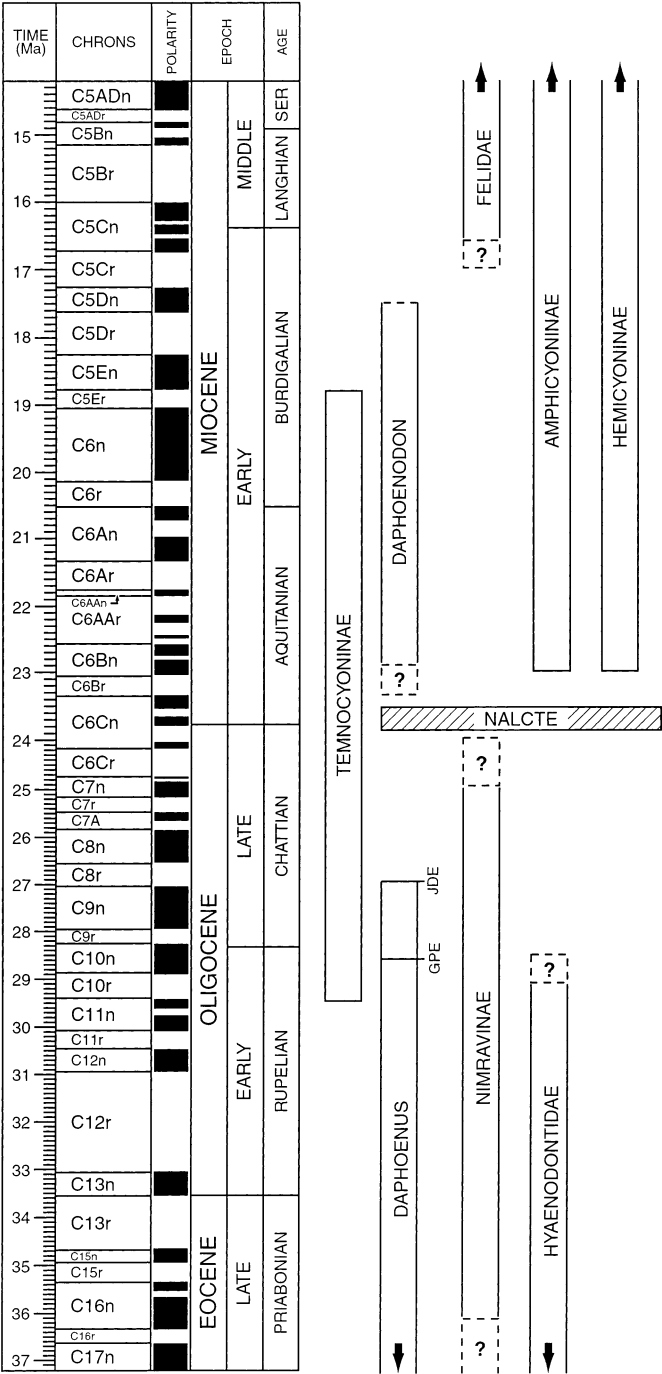 TIME
(Ma)
CHRONS
POLARITY
EPOCH
AGE
C5ADn
C5ADr
C5Bn
C5Br
C5Cn
C5Cr
C5Dn
C5Dr
C5En
C5Er
C6n
C6r
C6An
C6Ar
C6AAn
C6AAr
C6Bn
C6Br
C6Cn
C6Cr
C7n
C7r
C7A
C8n
C8r
C9n
C9r
C10n
C10r
C11n
C11r
C12n
C12r
C13n
C13r
C15n
C15r
C16n
C16r
C17n
15
16
17
18
19
20
21
22
23
24
25
26
27
28
29
30
31
32
33
34
35
36
37
MIOCENE
OLIGOCENE
EOCENE
MIDDLE
EARLY
LATE
EARLY
LATE
SER
LANGHIAN
BURDIGALIAN
AQUITANIAN
CHATTIAN
RUPELIAN
PRIABONIAN
TEMNOCYONINAE
DAPHOENODON
?
FELIDAE
?
AMPHICYONINAE
HEMICYONINAE
NALCTE
JDE
GPE
DAPHOENUS
?
NIMRAVINAE
?
?
HYAENODONTIDAE